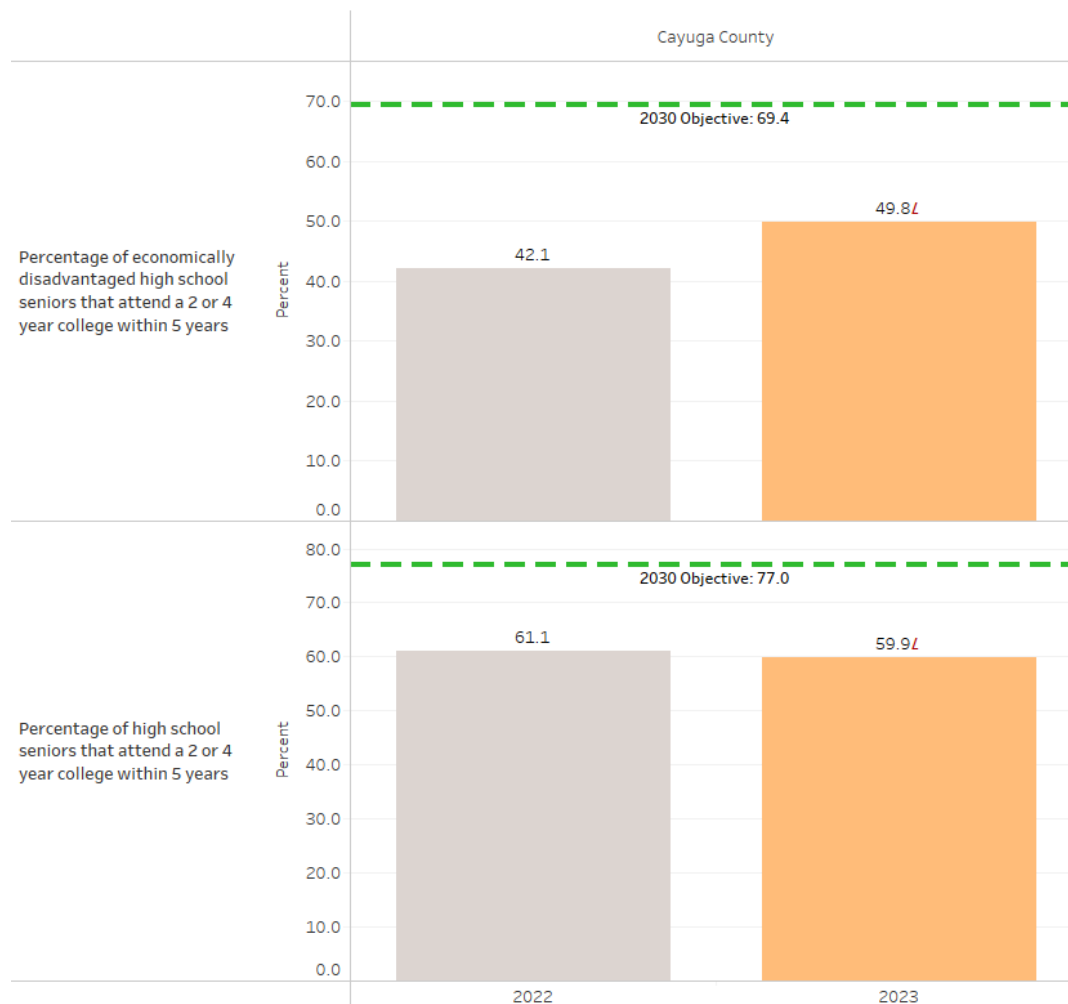 Cayuga County
70.0
2030 Objective: 69.4
60.0
49.8L
50.0
42.1
Percentage of economically
disadvantaged high school
seniors that attend a 2 or 4
year college within 5 years
Percent
40.0
30.0
20.0
10.0
0.0
80.0
2030 Objective: 77.0
70.0
61.1
59.9L
60.0
50.0
Percentage of high school
seniors that attend a 2 or 4
year college within 5 years
Percent
40.0
30.0
20.0
10.0
0.0
2022
2023